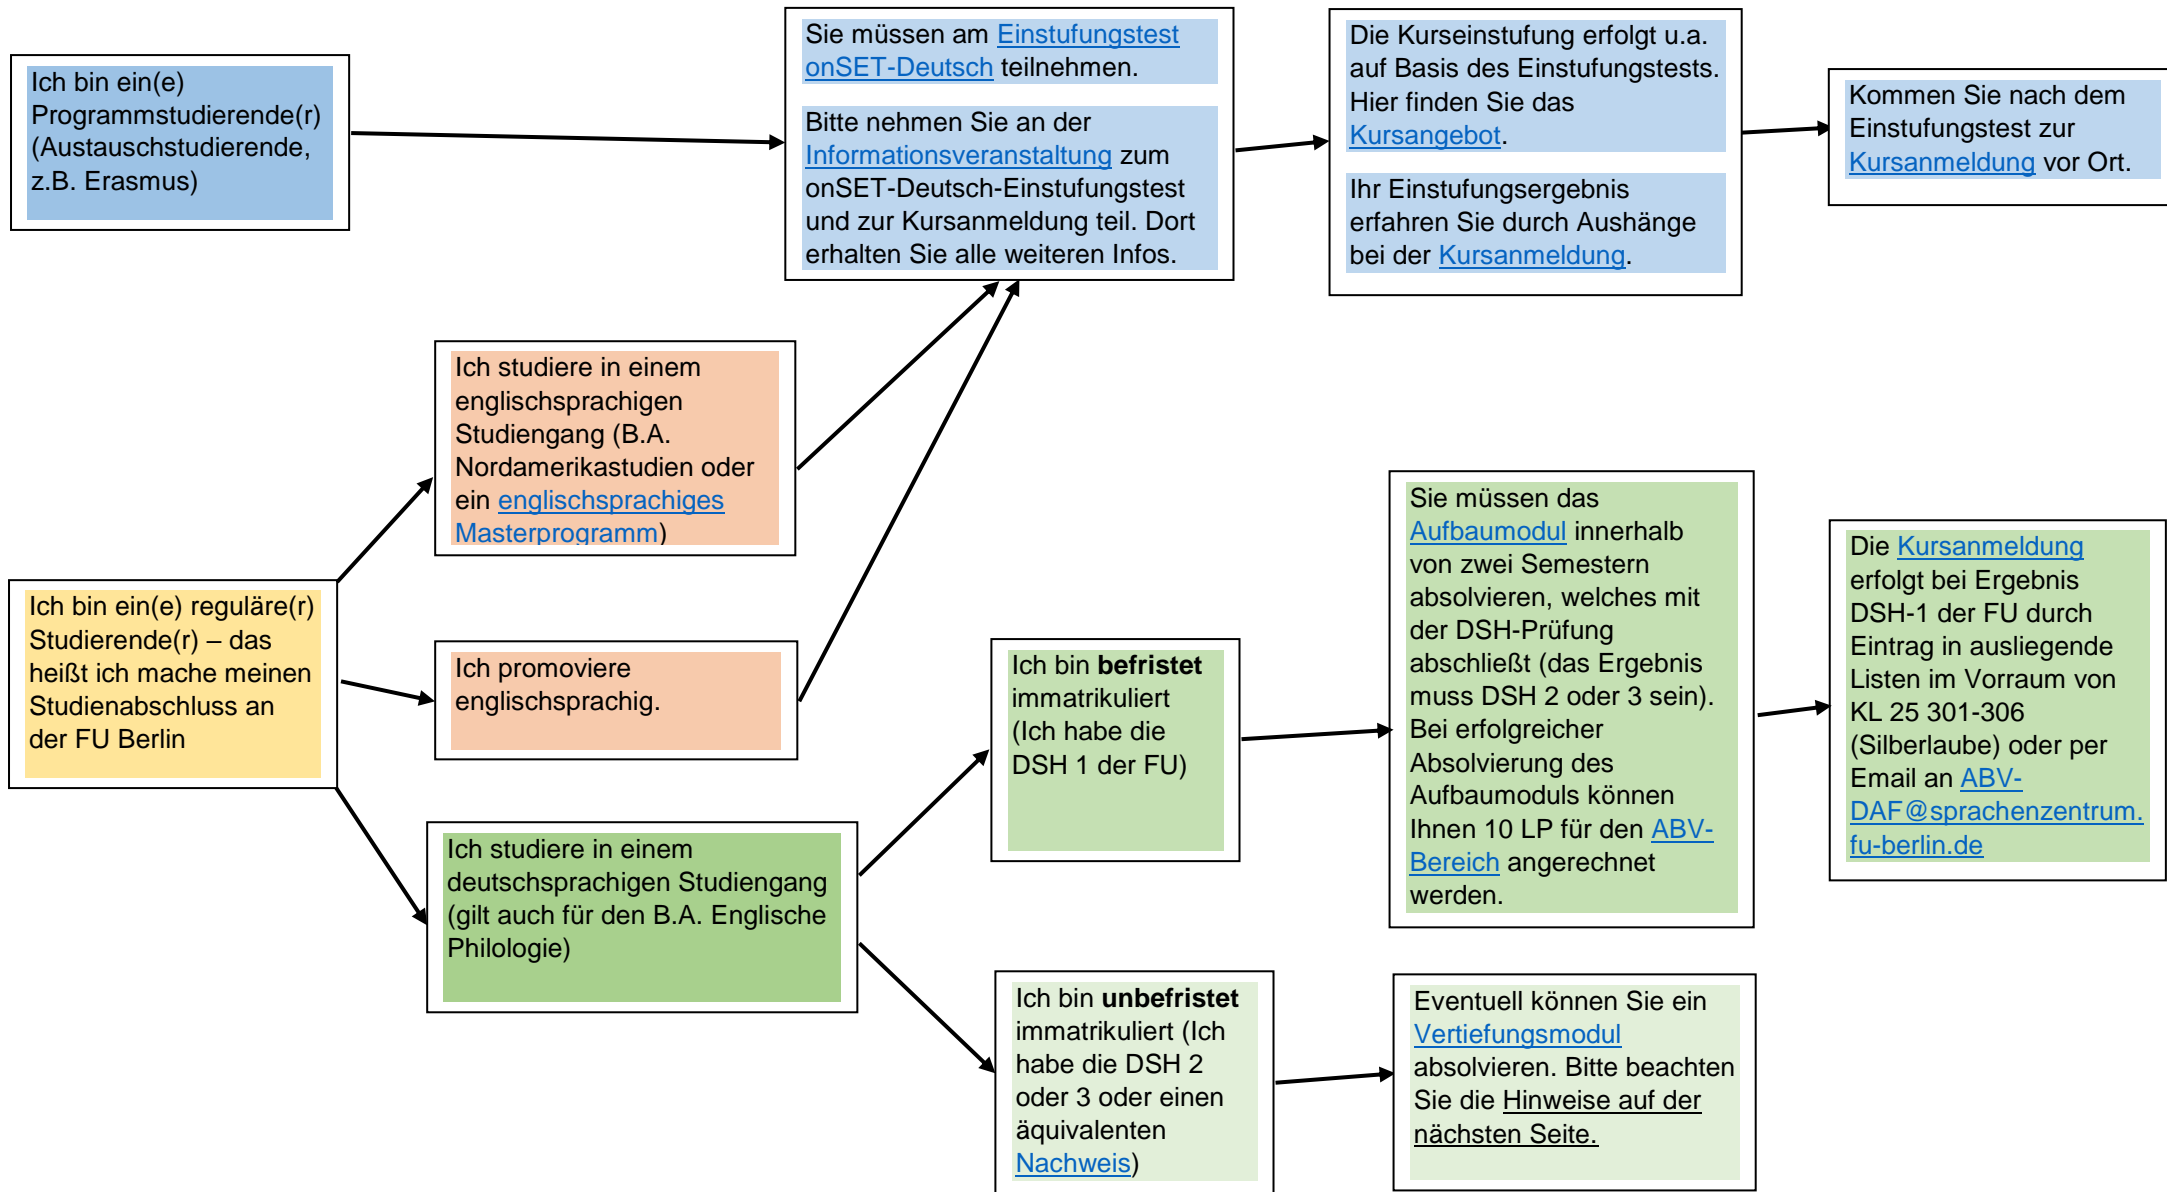 Ich bin ein(e)
Programmstudierende(r)
(Austauschstudierende,
z.B. Erasmus)
Sie müssen am Einstufungstest
onSET-Deutsch teilnehmen.
Bitte nehmen Sie an der
Informationsveranstaltung zum
onSET-Deutsch-Einstufungstest
und zur Kursanmeldung teil. Dort
erhalten Sie alle weiteren Infos.
Die Kurseinstufung erfolgt u.a.
auf Basis des Einstufungstests.
Hier finden Sie das
Kursangebot.
Ihr Einstufungsergebnis
erfahren Sie durch Aushänge
bei der Kursanmeldung.
Kommen Sie nach dem
Einstufungstest zur
Kursanmeldung vor Ort.
Ich bin ein(e) reguläre(r)
Studierende(r) – das
heißt ich mache meinen
Studienabschluss an
der FU Berlin
Ich studiere in einem
englischsprachigen
Studiengang (B.A.
Nordamerikastudien oder
ein englischsprachiges
Masterprogramm)
Ich promoviere
englischsprachig.
Ich studiere in einem
deutschsprachigen Studiengang
(gilt auch für den B.A. Englische
Philologie)
Ich bin befristet
immatrikuliert
(Ich habe die
DSH 1 der FU)
Sie müssen das
Aufbaumodul innerhalb
von zwei Semestern
absolvieren, welches mit
der DSH-Prüfung
abschließt (das Ergebnis
muss DSH 2 oder 3 sein).
Bei erfolgreicher
Absolvierung des
Aufbaumoduls können
Ihnen 10 LP für den ABV-
Bereich angerechnet
werden.
Die Kursanmeldung
erfolgt bei Ergebnis
DSH-1 der FU durch
Eintrag in ausliegende
Listen im Vorraum von
KL 25 301-306
(Silberlaube) oder per
Email an ABV-
DAF@sprachenzentrum.
fu-berlin.de
Ich bin unbefristet
immatrikuliert (Ich
habe die DSH 2
oder 3 oder einen
äquivalenten
Nachweis)
Eventuell können Sie ein
Vertiefungsmodul
absolvieren. Bitte beachten
Sie die Hinweise auf der
nächsten Seite.